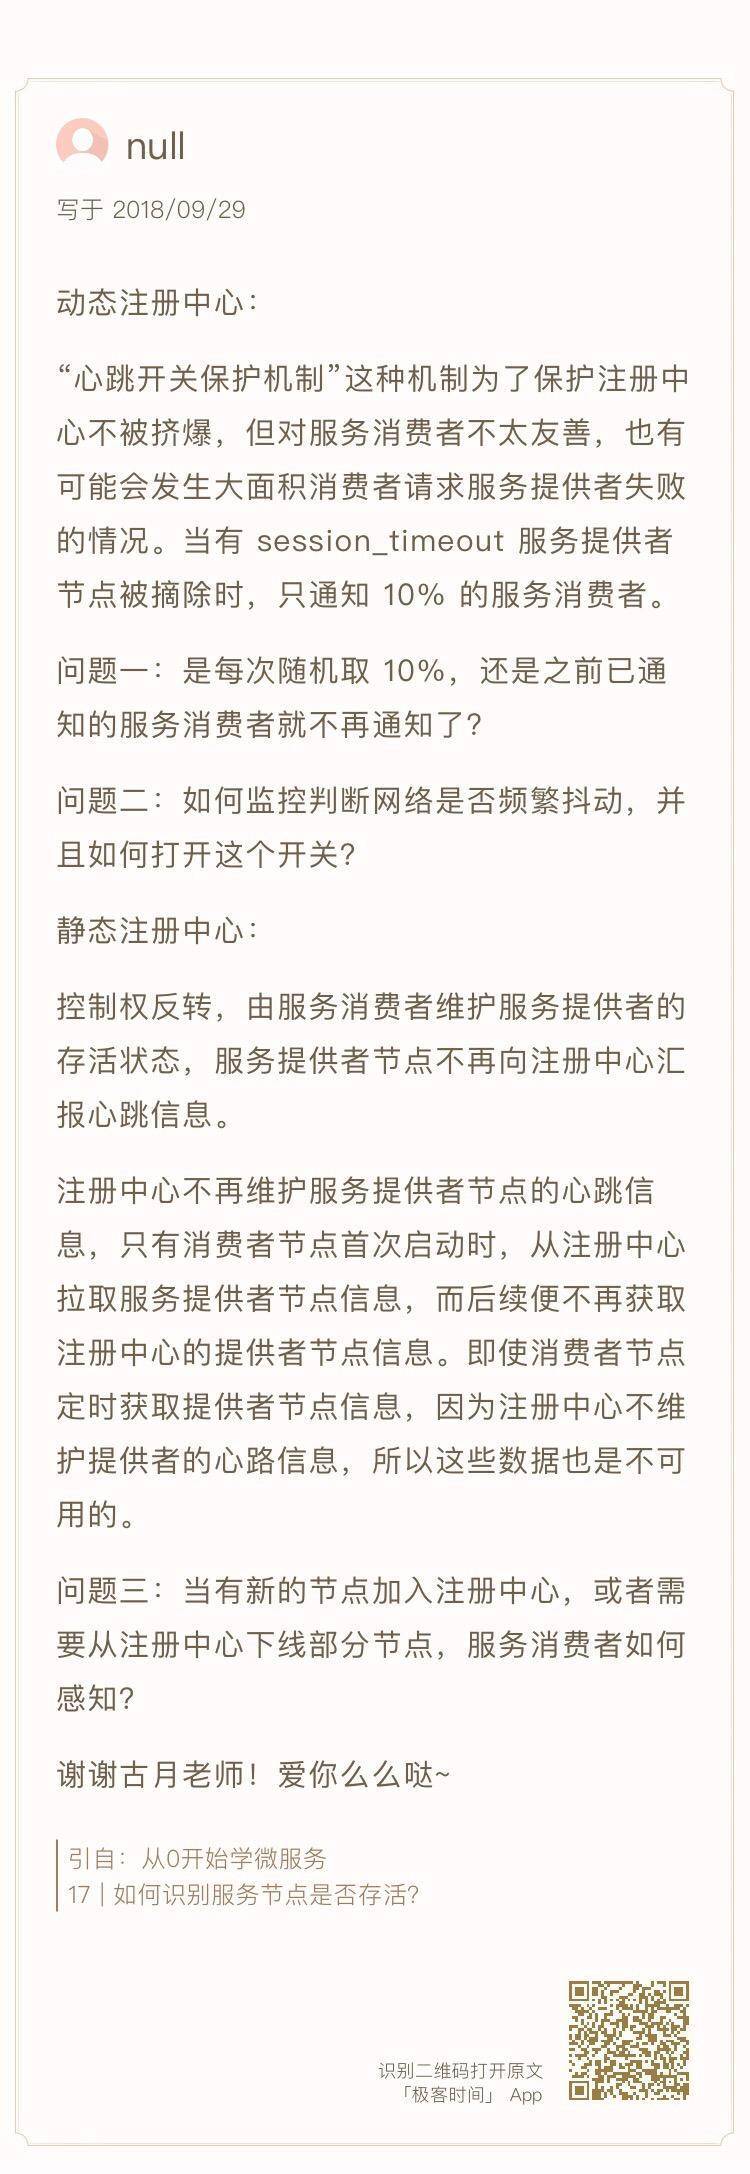 null
写于 2018/09/29
动态注册中心：
“心跳开关保护机制”这种机制为了保护注册中
心不被挤爆，但对服务消费者不太友善，也有
可能会发生大面积消费者请求服务提供者失败
的情况。当有 session_timeout 服务提供者
节点被摘除时，只通知 10% 的服务消费者。
问题一：是每次随机取 10%，还是之前已通
知的服务消费者就不再通知了？
问题二：如何监控判断网络是否频繁抖动，并
且如何打开这个开关？
静态注册中心：
控制权反转，由服务消费者维护服务提供者的
存活状态，服务提供者节点不再向注册中心汇
报心跳信息。
注册中心不再维护服务提供者节点的心跳信
息，只有消费者节点首次启动时，从注册中心
拉取服务提供者节点信息，而后续便不再获取
注册中心的提供者节点信息。即使消费者节点
定时获取提供者节点信息，因为注册中心不维
护提供者的心路信息，所以这些数据也是不可
用的。
问题三：当有新的节点加入注册中心，或者需
要从注册中心下线部分节点，服务消费者如何
感知？
谢谢古月老师！爱你么么哒~
引自：从0开始学微服务
17 | 如何识别服务节点是否存活？
识别二维码打开原文
「极客时间」 App